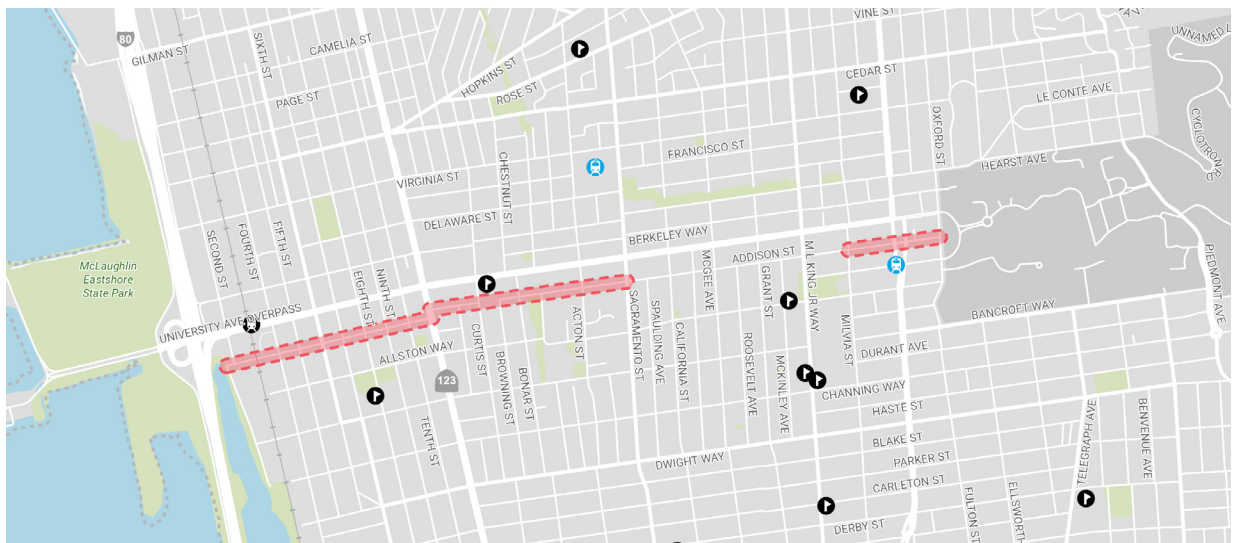 VINE ST
80
GILMAN ST
SIXTH ST
CAMELIA ST
UNNAMED
HOPKINS ST
CEDAR ST
PAGE ST
ROSE ST
LE CONTE AVE
OXFORD ST
CYCLOTRON R
FRANCISCO ST
HEARST AVE
CHESTNUT ST
VIRGINIA ST
DELAWARE ST
SECOND ST
FOURTH ST
FIFTH ST
BERKELEY WAY
ADDISON ST
M L KING JR WAY
PIEDMONT AVE
McLaughlin
Eastshore
State Park
EIGHTH ST
NINTH ST
MCGEE AVE
GRANT ST
UNIVERSITY AVE OVERPASS
SACRAMENTO ST
SPAULDING AVE
CALIFORNIA ST
ACTON ST
BANCROFT WAY
MILVIA ST
CURTIS ST
ALLSTON WAY
DURANT AVE
BROWNING ST
BONAR ST
ROOSEVELT AVE
MCKINLEY AVE
123
CHANNING WAY
HASTE ST
TENTH ST
TELEGRAPH AVE
BENVENUE AVE
BLAKE ST
DWIGHT WAY
PARKER ST
CARLETON ST
FULTON ST
ELLSWORTH
DERBY ST